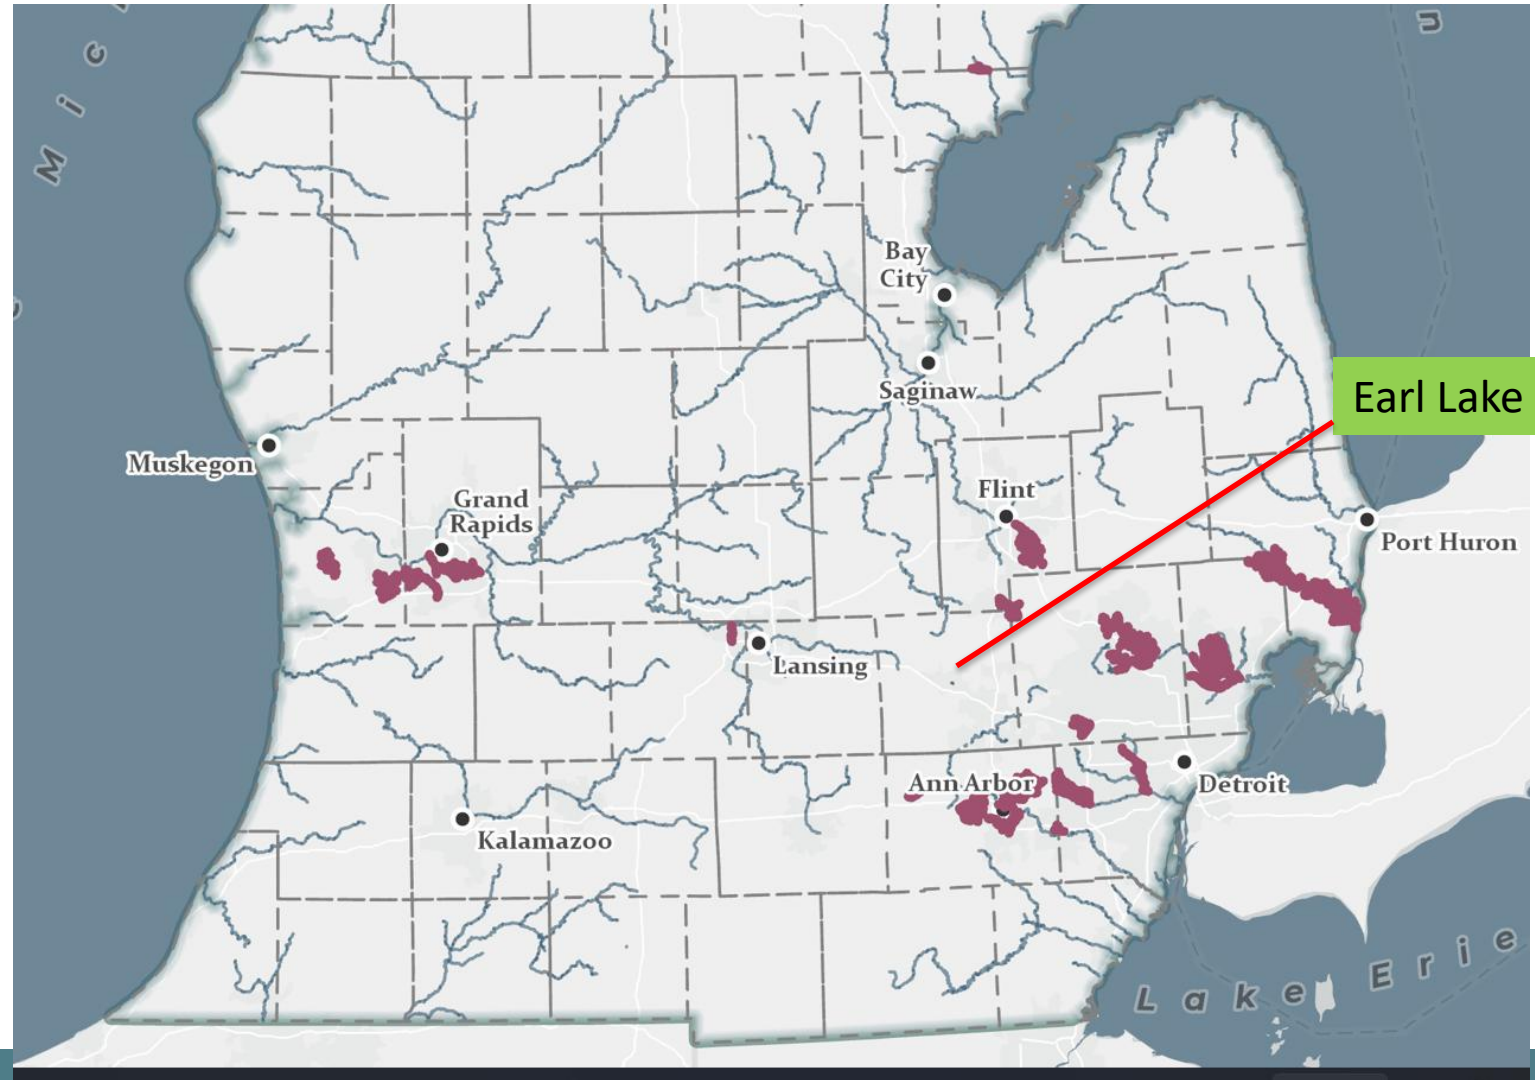 M i c
u
Bay
City
Saginaw
Earl Lake
Muskegon
Grand
Rapids
Flint
Port Huron
Lansing
Ann Arbor
Detroit
Kalamazoo
Lake Erie